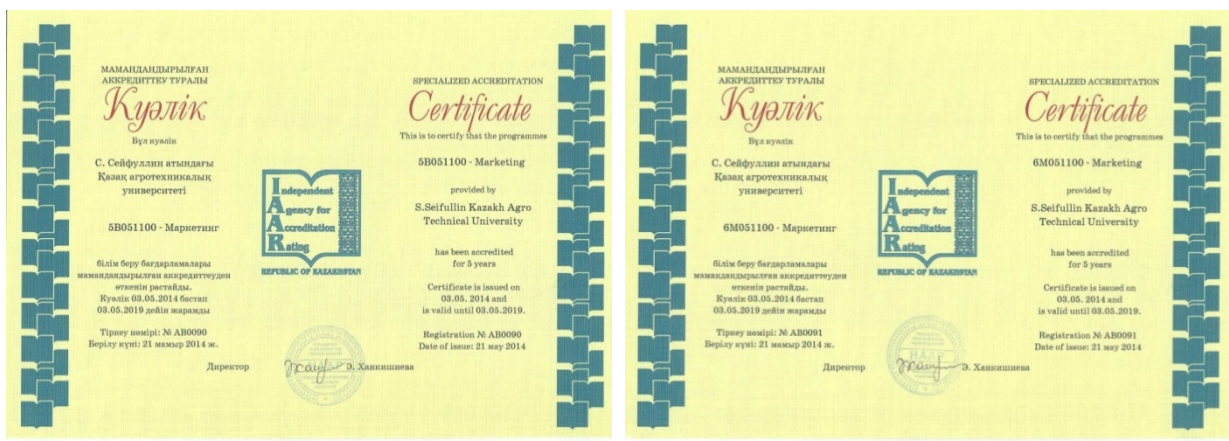 МАМАНДАНДЫРЫЛҒАН
АККРЕДИТТЕУ ТУРАЛЫ
Куәлік
Бұл куәлік
С. Сейфуллин атындағы
Қазақ агротехникалық
университеті
5В051100 - Маркетинг
білім беру бағдарламалары
мамандандырылған аккредиттеуден
өткенін растайды.
Куәлік 03.05.2014 бастап
03.05.2019 дейін жарамды
Тіркеу нөмірі: № АВ0090
Берілу күні: 21 мамыр 2014 ж.
Директор
Independent
Agency for
Accreditation
Rating
REPUBLIC OF KAZAKHSTAN
Э. Ханкишиева
SPECIALIZED ACCREDITATION
Certificate
This is to certify that the programmes
5B051100 - Marketing
provided by
S.Seifullin Kazakh Agro
Technical University
has been accredited
for 5 years
Certificate is issued on
03.05. 2014 and
is valid until 03.05.2019.
Registration № AB0090
Date of issue: 21 may 2014
МАМАНДАНДЫРЫЛҒАН
АККРЕДИТТЕУ ТУРАЛЫ
Куәлік
Бұл куәлік
С. Сейфуллин атындағы
Қазақ агротехникалық
университеті
6М051100 - Маркетинг
білім беру бағдарламалары
мамандандырылған аккредиттеуден
өткенін растайды.
Куәлік 03.05.2014 бастап
03.05.2019 дейін жарамды
Тіркеу нөмірі: № АВ0091
Берілу күні: 21 мамыр 2014 ж.
Директор
Independent
Agency for
Accreditation
Rating
REPUBLIC OF KAZAKHSTAN
Э. Ханкишиева
SPECIALIZED ACCREDITATION
Certificate
This is to certify that the programmes
6M051100 - Marketing
provided by
S.Seifullin Kazakh Agro
Technical University
has been accredited
for 5 years
Certificate is issued on
03.05. 2014 and
is valid until 03.05.2019.
Registration № AB0091
Date of issue: 21 may 2014